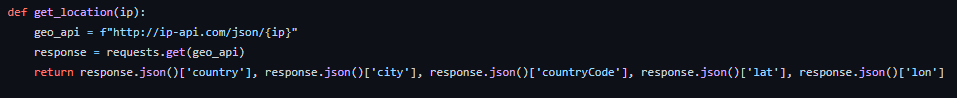 def get_location(ip):
    geo_api = f"http://ip-api.com/json/{ip}"
    response = requests.get(geo_api)
    return response.json()['country'], response.json()['city'], response.json()['countryCode'], response.json()['lat'], response.json()['lon']